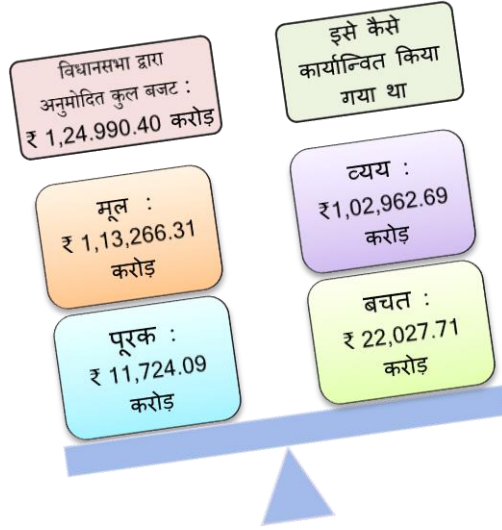 विधानसभा द्वारा
अनुमोदित कुल बजट :
₹ 1,24.990.40 करोड़
मूल :
₹ 1,13,266.31
करोड़
पूरक :
₹ 11,724.09
करोड़
इसे कैसे
कार्यान्वित किया
गया था
व्यय :
₹1,02,962.69
करोड़
बचत :
₹ 22,027.71
करोड़